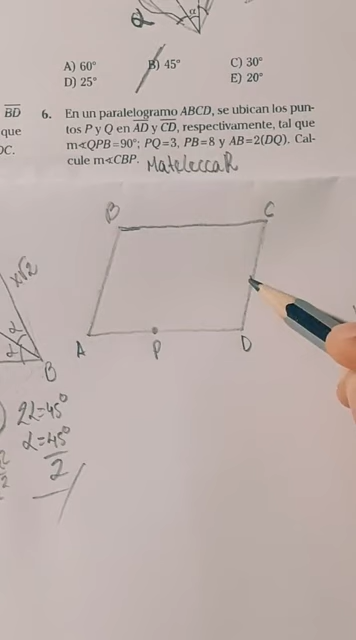 Q
α
A) 60°
B) 45°
C) 30°
D) 25°
E) 20°
BD
que
DC.
6. En un paralelogramo ABCD, se ubican los pun-
tos P y Q en AD y CD, respectivamente, tal que
m∢QPB=90°; PQ=3, PB=8 y AB=2(DQ). Cal-
cule m∢CBP. MateleccaR
B
C
x√2
A
P
D
B
2α=45°
α=45°
2